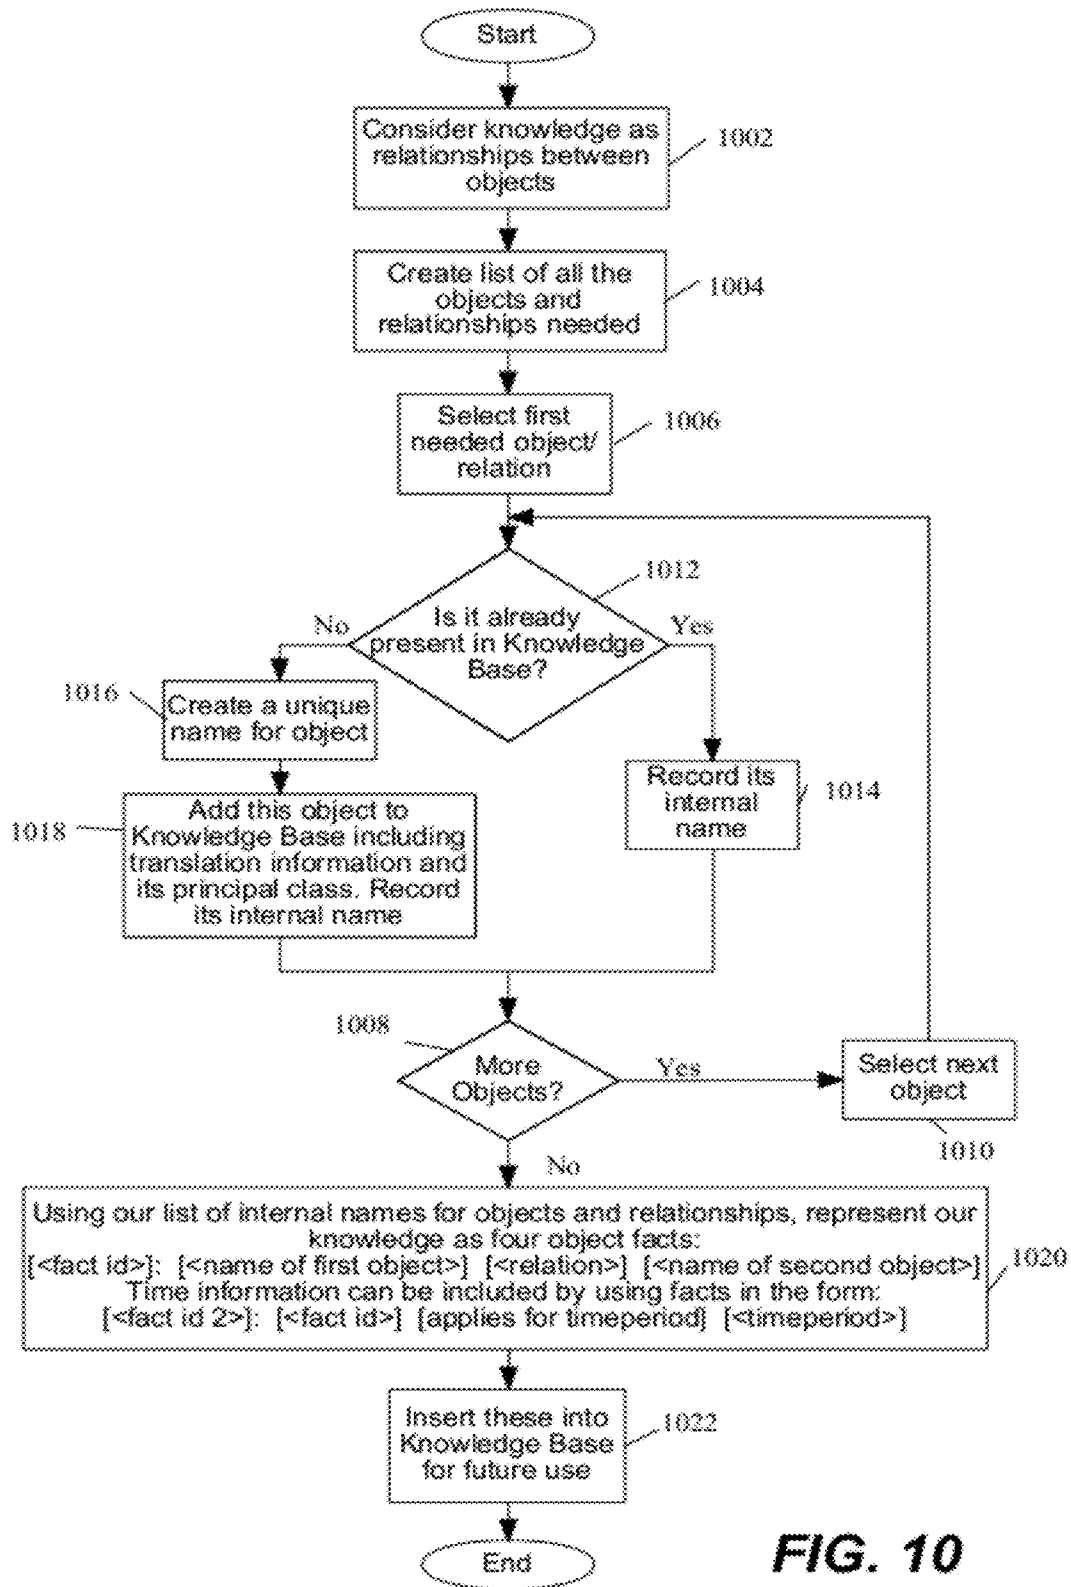 Start
Consider knowledge as
relationships between
objects
1002
Create list of all the
objects and
relationships needed
1004
Select first
needed object/
relation
1006
1012
Is it already
present in Knowledge
Base?
No
Yes
1016
Create a unique
name for object
Record its
internal
name
1014
1018
Add this object to
Knowledge Base including
translation information and
its principal class. Record
its internal name
1008
More
Objects?
Yes
Select next
object
1010
No
Using our list of internal names for objects and relationships, represent our
knowledge as four object facts:
[<fact id>]: [<name of first object>] [<relation>] [<name of second object>]
Time information can be included by using facts in the form:
[<fact id 2>]: [<fact id>] [applies for timeperiod] [<timeperiod>]
1020
Insert these into
Knowledge Base
for future use
1022
End
FIG. 10